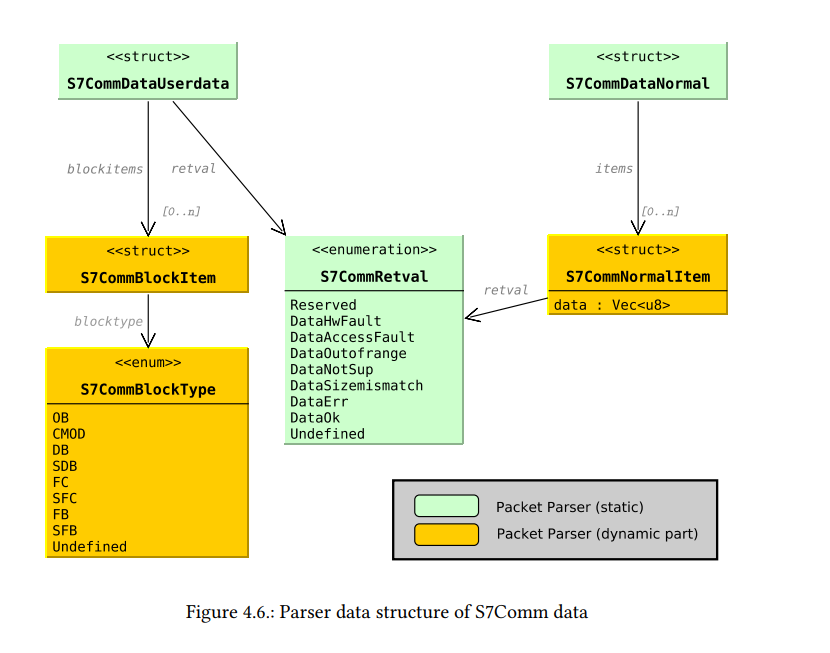 <<struct>>
S7CommDataUserdata
<<struct>>
S7CommDataNormal
blockitems
retval
items
[0..n]
[0..n]
<<struct>>
S7CommBlockItem
<<enumeration>>
S7CommRetval
Reserved
DataHwFault
DataAccessFault
DataOutofrange
DataNotSup
DataSizemismatch
DataErr
DataOk
Undefined
<<struct>>
S7CommNormalItem
data : Vec<u8>
retval
blocktype
<<enum>>
S7CommBlockType
OB
CMOD
DB
SDB
FC
SFC
FB
SFB
Undefined
Packet Parser (static)
Packet Parser (dynamic part)
Figure 4.6.: Parser data structure of S7Comm data